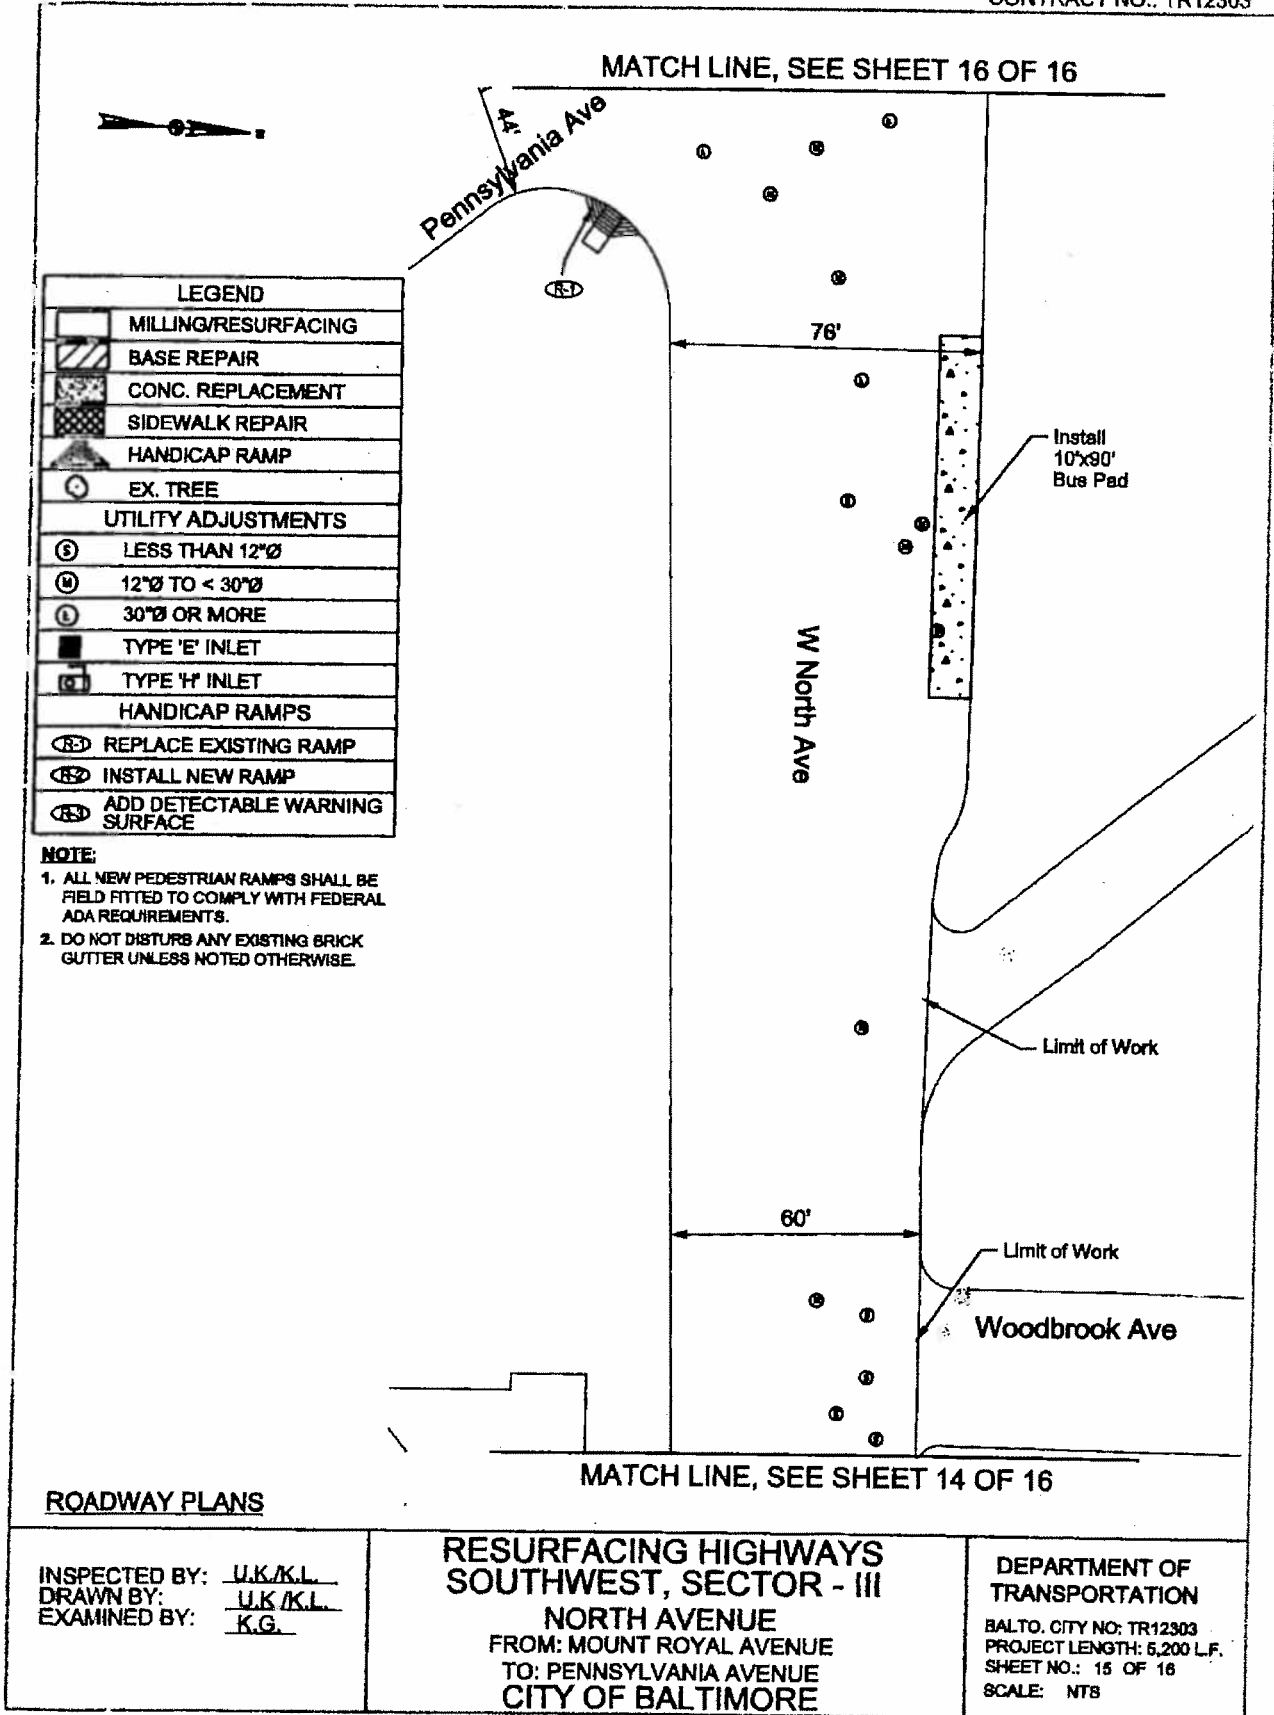 CONTRACT NO.: TR12303
MATCH LINE, SEE SHEET 16 OF 16
44'
Pennsylvania Ave
R-1
LEGEND
MILLING/RESURFACING
BASE REPAIR
CONC. REPLACEMENT
SIDEWALK REPAIR
HANDICAP RAMP
EX. TREE
UTILITY ADJUSTMENTS
S LESS THAN 12"Ø
M 12"Ø TO < 30"Ø
L 30"Ø OR MORE
TYPE 'E' INLET
TYPE 'H' INLET
HANDICAP RAMPS
R-1 REPLACE EXISTING RAMP
R-2 INSTALL NEW RAMP
R-3 ADD DETECTABLE WARNING
SURFACE
NOTE:
1. ALL NEW PEDESTRIAN RAMPS SHALL BE
FIELD FITTED TO COMPLY WITH FEDERAL
ADA REQUIREMENTS.
2. DO NOT DISTURB ANY EXISTING BRICK
GUTTER UNLESS NOTED OTHERWISE.
76'
Install
10'x90'
Bus Pad
W North Ave
Limit of Work
60'
Limit of Work
Woodbrook Ave
MATCH LINE, SEE SHEET 14 OF 16
ROADWAY PLANS
INSPECTED BY: U.K./K.L.
DRAWN BY: U.K./K.L.
EXAMINED BY: K.G.
RESURFACING HIGHWAYS
SOUTHWEST, SECTOR - III
NORTH AVENUE
FROM: MOUNT ROYAL AVENUE
TO: PENNSYLVANIA AVENUE
CITY OF BALTIMORE
DEPARTMENT OF
TRANSPORTATION
BALTO. CITY NO: TR12303
PROJECT LENGTH: 5,200 L.F.
SHEET NO.: 15 OF 16
SCALE: NTS